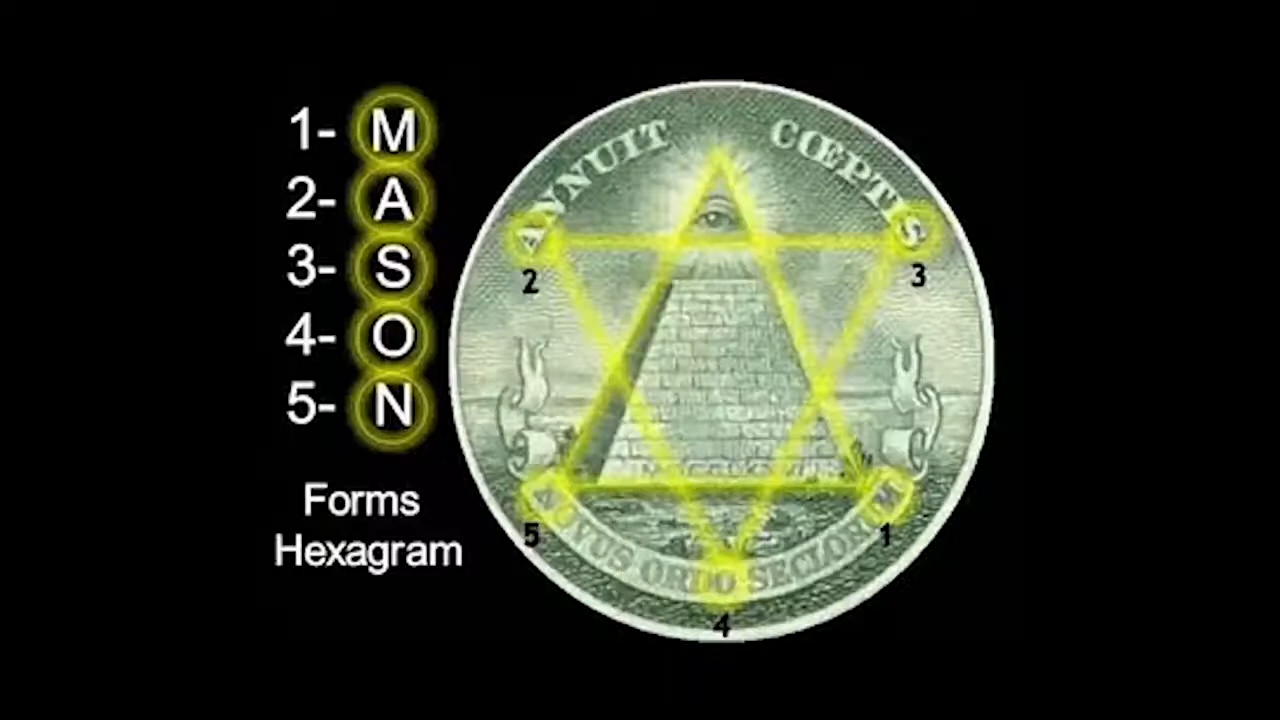 1- M
2- A
3- S
4- O
5- N
Forms
Hexagram
ANNUIT CŒPTIS
2
3
5
1
NOVUS ORDO SECLORUM
4